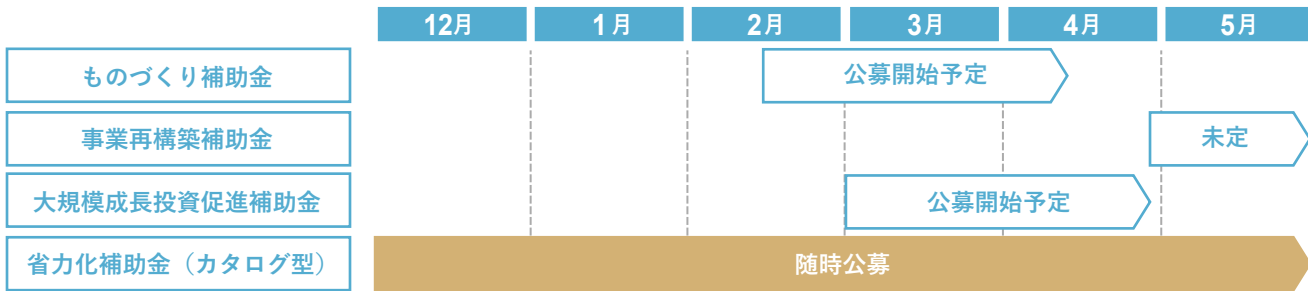 12月 1月 2月 3月 4月 5月
ものづくり補助金 公募開始予定
事業再構築補助金 未定
大規模成長投資促進補助金 公募開始予定
省力化補助金（カタログ型） 随時公募